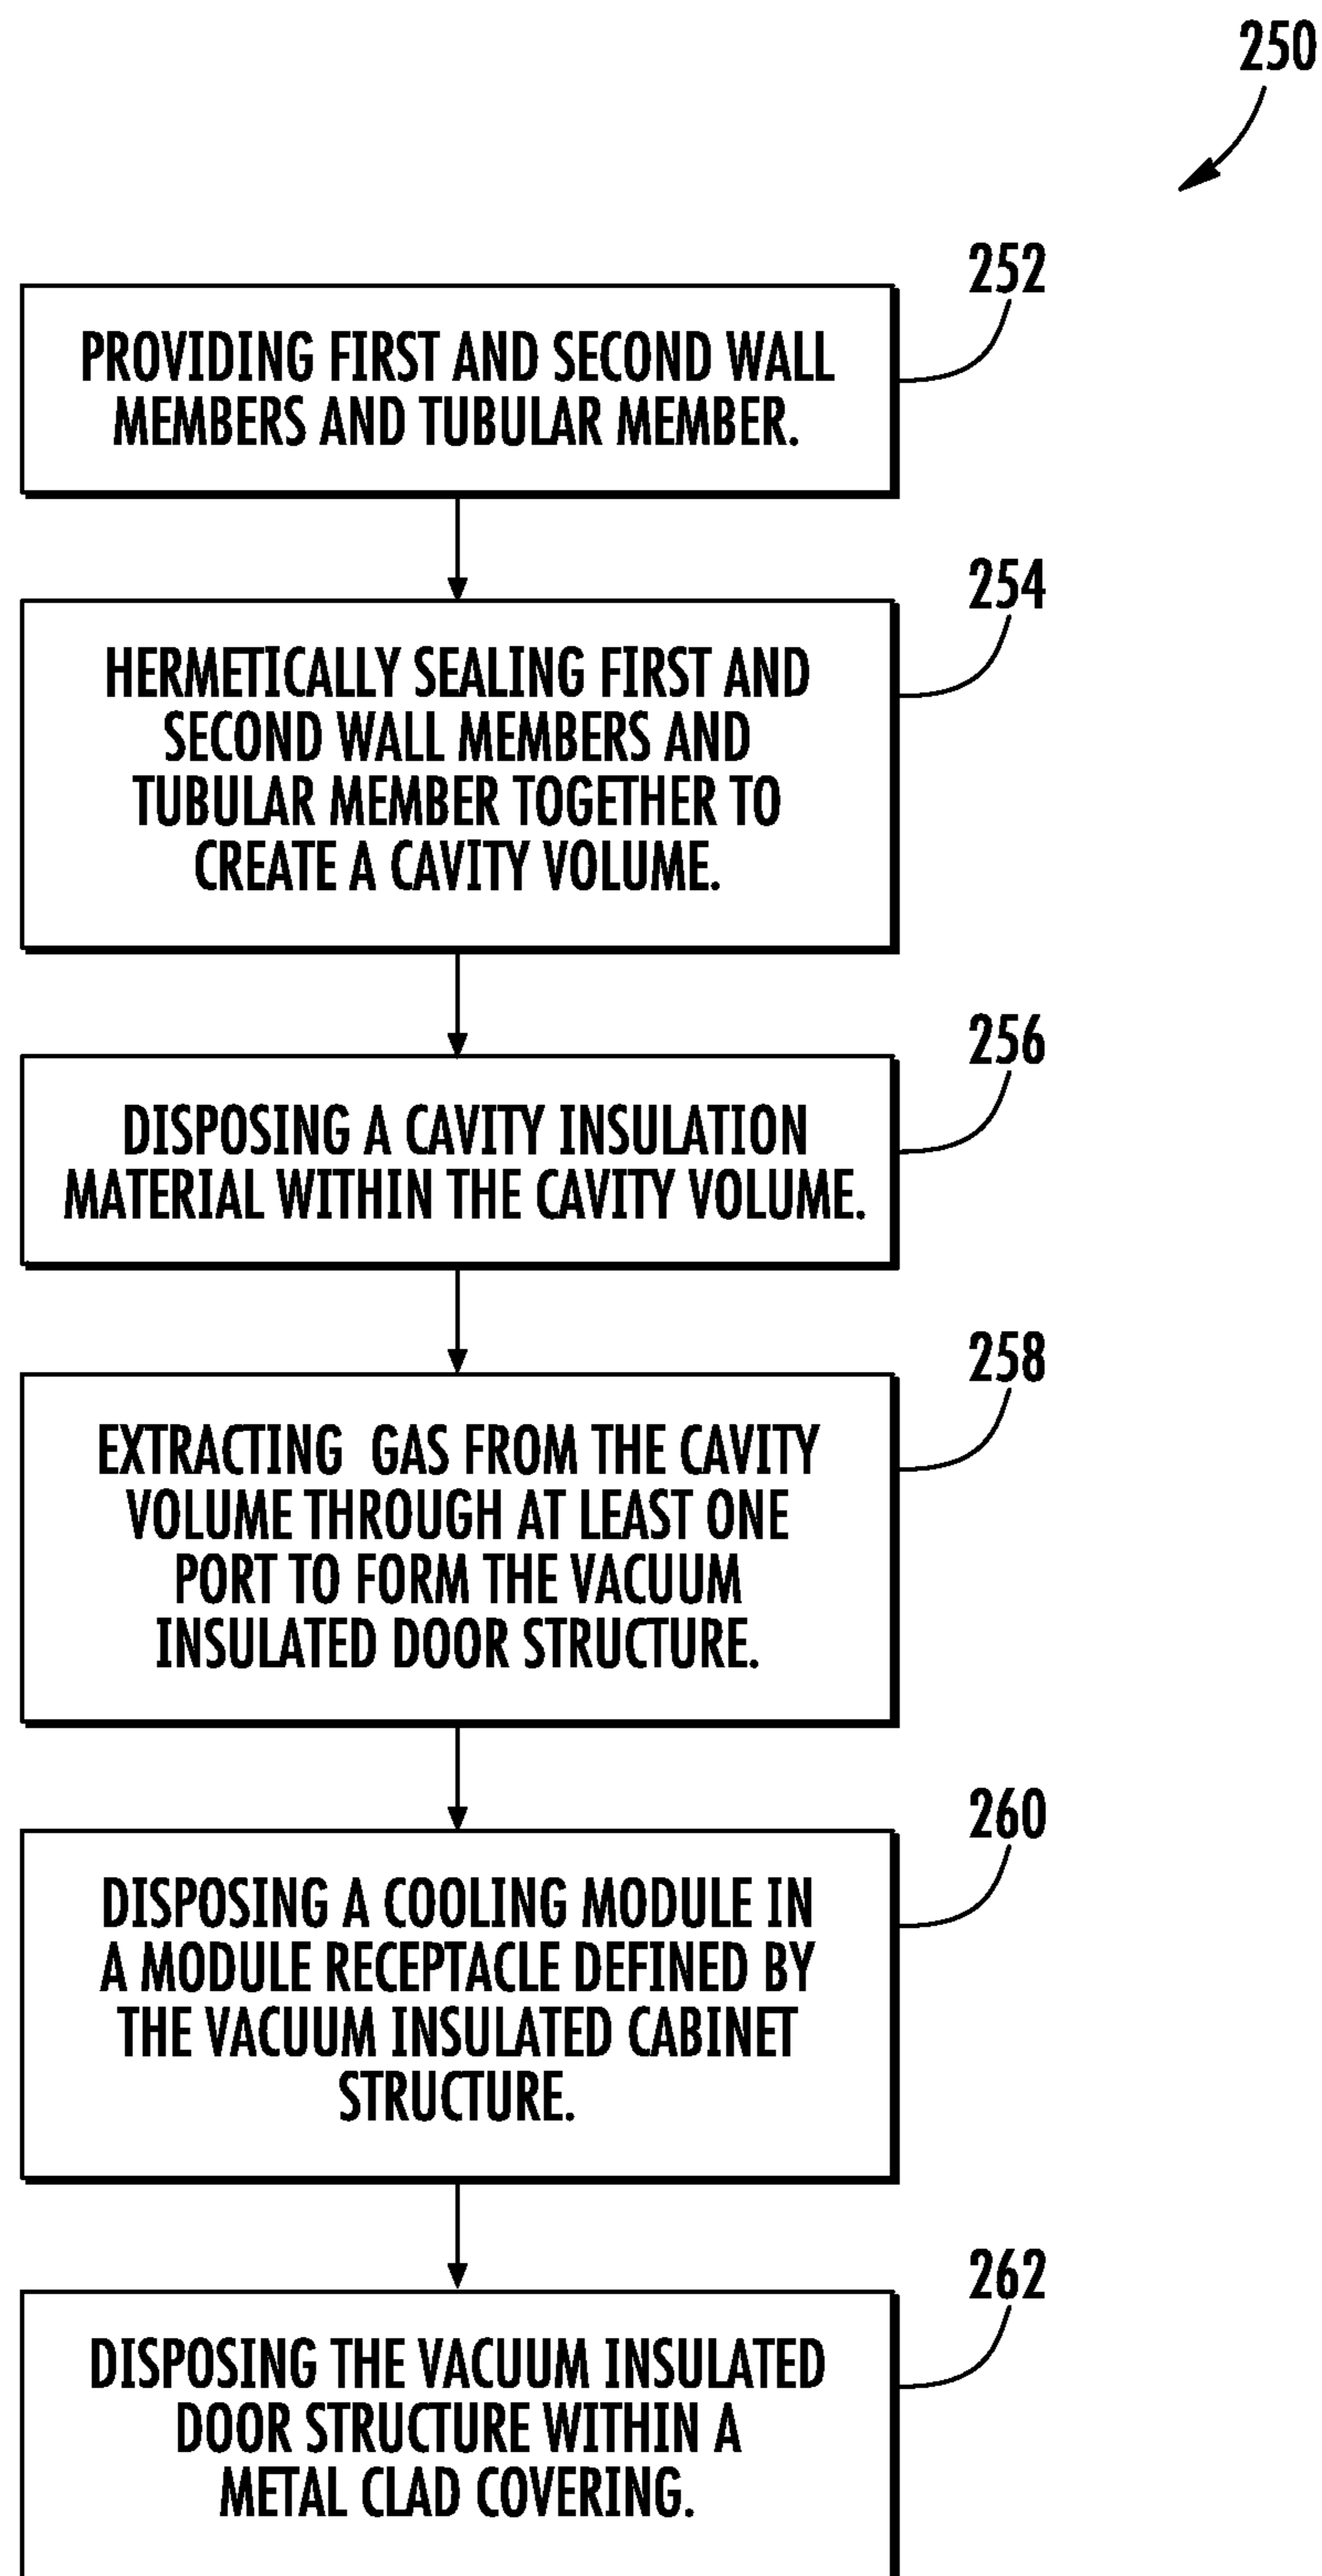 250
252
PROVIDING FIRST AND SECOND WALL
MEMBERS AND TUBULAR MEMBER.
254
HERMETICALLY SEALING FIRST AND
SECOND WALL MEMBERS AND
TUBULAR MEMBER TOGETHER TO
CREATE A CAVITY VOLUME.
256
DISPOSING A CAVITY INSULATION
MATERIAL WITHIN THE CAVITY VOLUME.
258
EXTRACTING GAS FROM THE CAVITY
VOLUME THROUGH AT LEAST ONE
PORT TO FORM THE VACUUM
INSULATED DOOR STRUCTURE.
260
DISPOSING A COOLING MODULE IN
A MODULE RECEPTACLE DEFINED BY
THE VACUUM INSULATED CABINET
STRUCTURE.
262
DISPOSING THE VACUUM INSULATED
DOOR STRUCTURE WITHIN A
METAL CLAD COVERING.